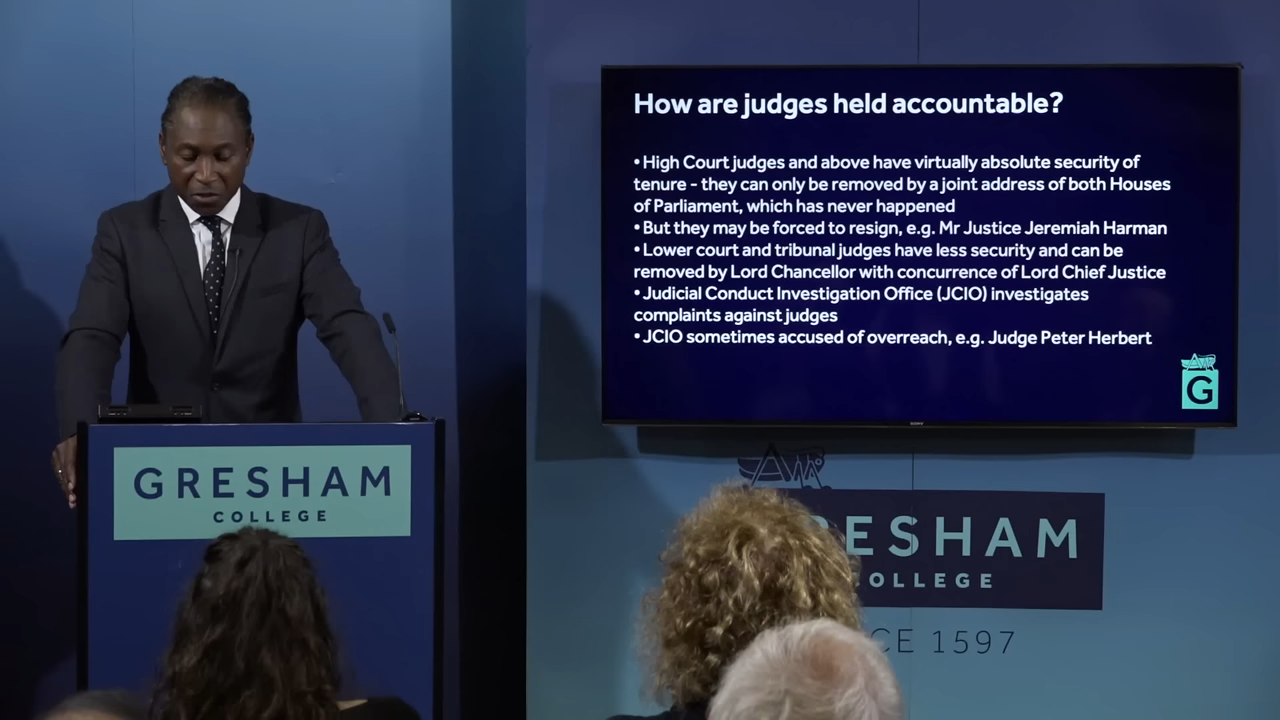 How are judges held accountable?
• High Court judges and above have virtually absolute security of
tenure - they can only be removed by a joint address of both Houses
of Parliament, which has never happened
• But they may be forced to resign, e.g. Mr Justice Jeremiah Harman
• Lower court and tribunal judges have less security and can be
removed by Lord Chancellor with concurrence of Lord Chief Justice
• Judicial Conduct Investigation Office (JCIO) investigates
complaints against judges
• JCIO sometimes accused of overreach, e.g. Judge Peter Herbert
G
SONY
GRESHAM
COLLEGE
RESHAM
OLLEGE
CE 1597